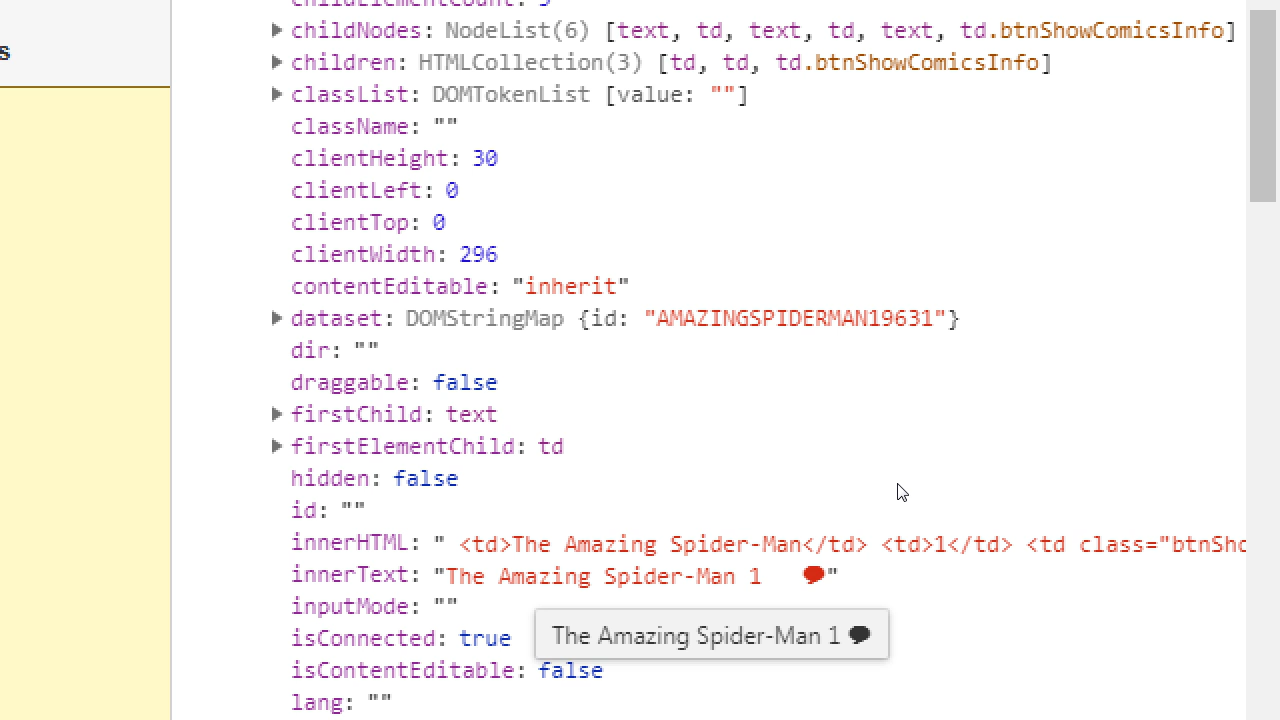 s
childNodes: NodeList(6) [text, td, text, td, text, td.btnShowComicsInfo]
children: HTMLCollection(3) [td, td, td.btnShowComicsInfo]
classList: DOMTokenList [value: ""]
className: ""
clientHeight: 30
clientLeft: 0
clientTop: 0
clientWidth: 296
contentEditable: "inherit"
dataset: DOMStringMap {id: "AMAZINGSPIDERMAN19631"}
dir: ""
draggable: false
firstChild: text
firstElementChild: td
hidden: false
id: ""
innerHTML: " <td>The Amazing Spider-Man</td> <td>1</td> <td class="btnSho
innerText: "The Amazing Spider-Man 1 💬"
inputMode: ""
The Amazing Spider-Man 1 💬
isConnected: true
isContentEditable: false
lang: ""